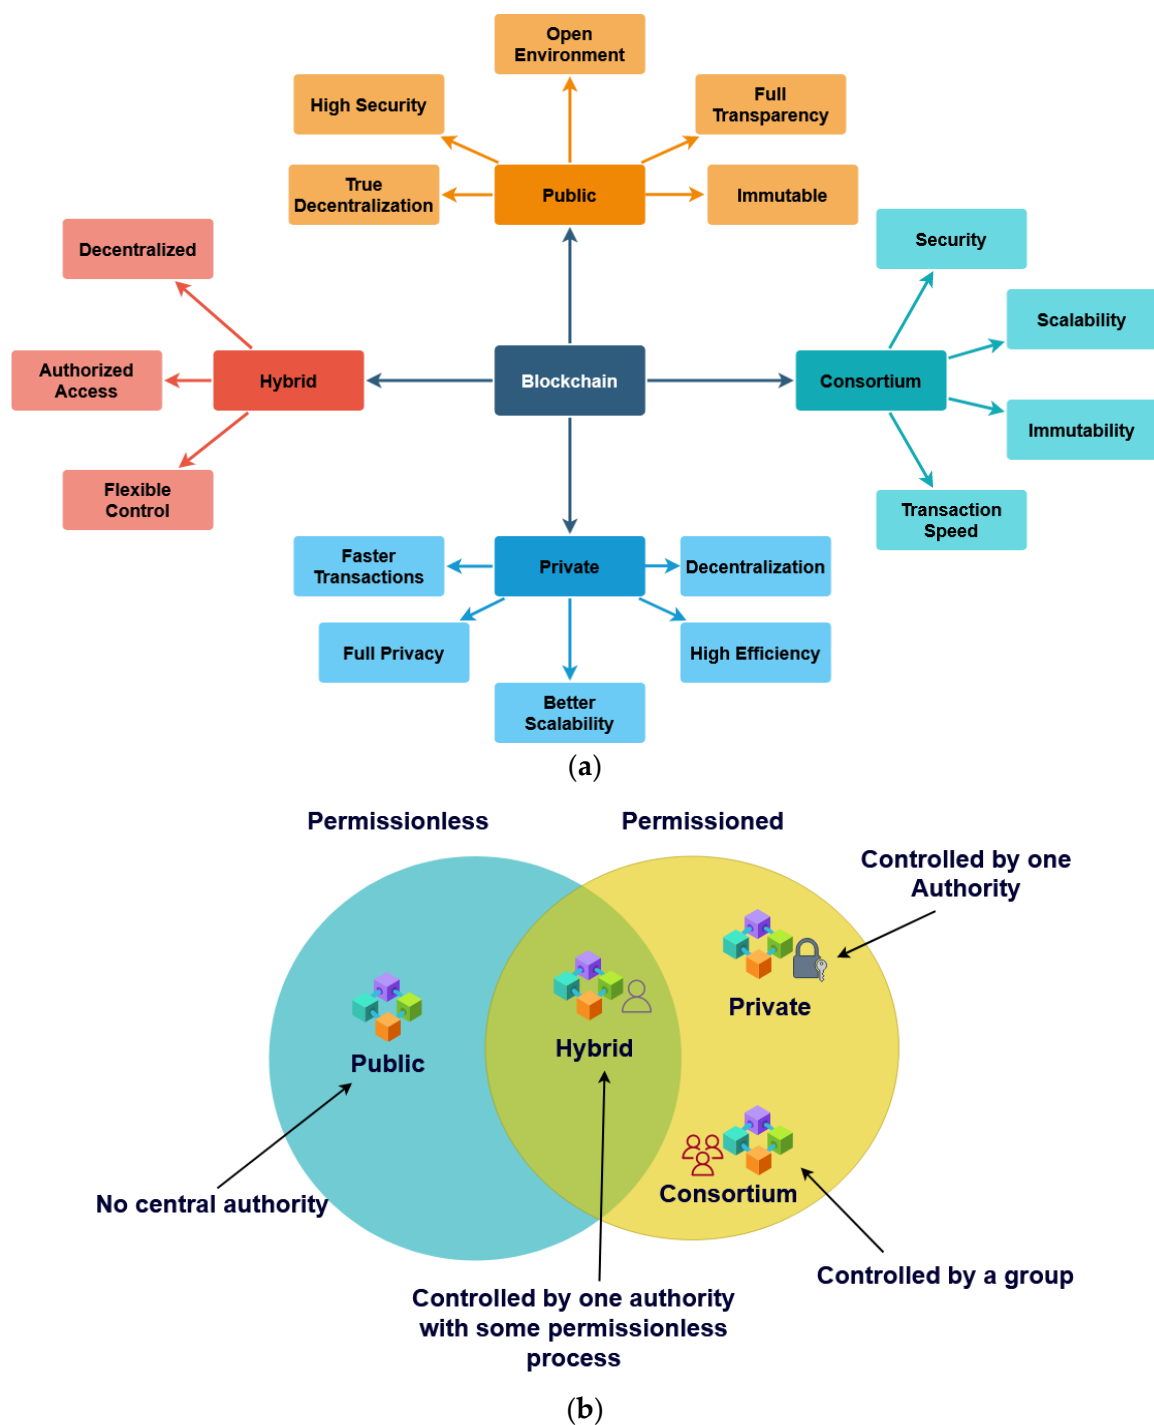 Open
Environment
High Security
Full
Transparency
True
Decentralization
Public
Immutable
Decentralized
Security
Authorized
Access
Hybrid
Blockchain
Consortium
Scalability
Immutability
Flexible
Control
Transaction
Speed
Faster
Transactions
Private
Decentralization
Full Privacy
High Efficiency
Better
Scalability
(a)
Permissionless
Permissioned
Controlled by one
Authority
Private
Hybrid
Public
Consortium
No central authority
Controlled by a group
Controlled by one authority
with some permissionless
process
(b)